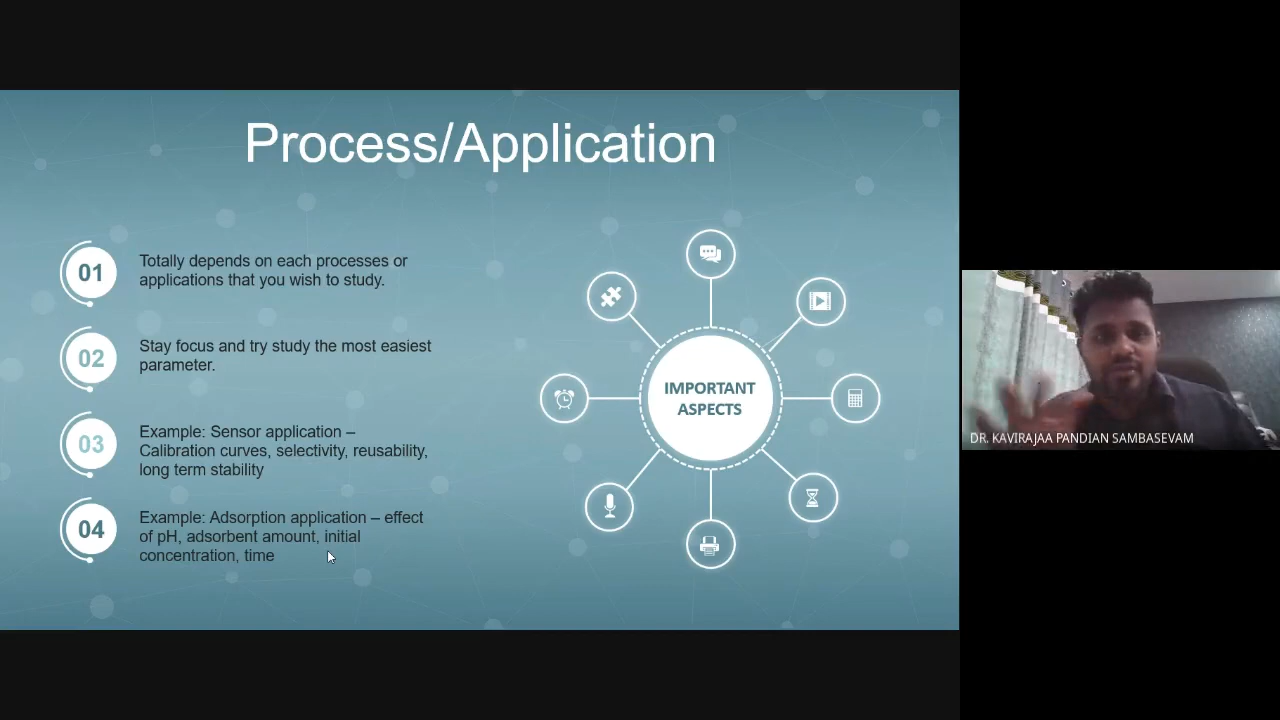 Process/Application
01
Totally depends on each processes or
applications that you wish to study.
02
Stay focus and try study the most easiest
parameter.
03
Example: Sensor application –
Calibration curves, selectivity, reusability,
long term stability
04
Example: Adsorption application – effect
of pH, adsorbent amount, initial
concentration, time
IMPORTANT
ASPECTS
DR. KAVIRAJAA PANDIAN SAMBASEVAM